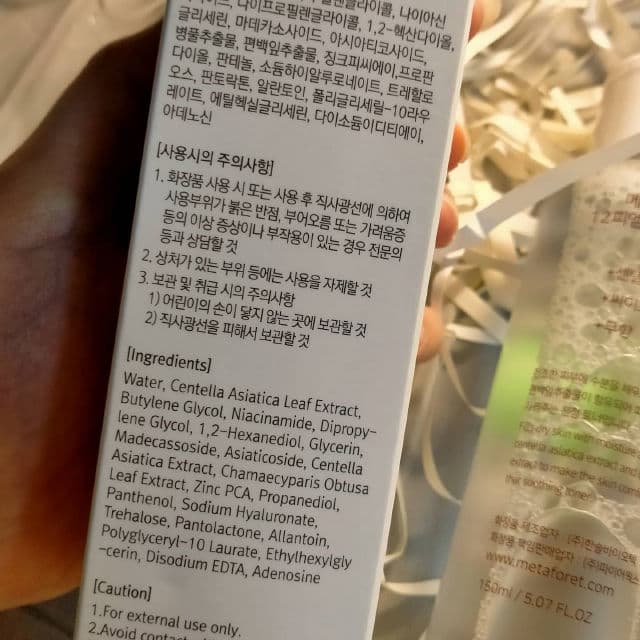 글리세린, 마데카소사이드, 아시아티코사이드,
병풀추출물, 편백잎추출물, 징크피씨에이, 프로판
다이올, 판테놀, 소듐하이알루로네이트, 트레할로
오스, 판토락톤, 알란토인, 폴리글리세릴-10라우
레이트, 에틸헥실글리세린, 다이소듐이디티에이,
아데노신
[사용시의 주의사항]
1. 화장품 사용 시 또는 사용 후 직사광선에 의하여
사용부위가 붉은 반점, 부어오름 또는 가려움증
등의 이상 증상이나 부작용이 있는 경우 전문의
등과 상담할 것
2. 상처가 있는 부위 등에는 사용을 자제할 것
3. 보관 및 취급 시의 주의사항
1) 어린이의 손이 닿지 않는 곳에 보관할 것
2) 직사광선을 피해서 보관할 것
[Ingredients]
Water, Centella Asiatica Leaf Extract,
Butylene Glycol, Niacinamide, Dipropy-
lene Glycol, 1,2-Hexanediol, Glycerin,
Madecassoside, Asiaticoside, Centella
Asiatica Extract, Chamaecyparis Obtusa
Leaf Extract, Zinc PCA, Propanediol,
Panthenol, Sodium Hyaluronate,
Trehalose, Pantolactone, Allantoin,
Polyglyceryl-10 Laurate, Ethylhexylgly
-cerin, Disodium EDTA, Adenosine
[Caution]
1.For external use only.
2.Avoid contact
www.metaforet.com
150ml / 5.07 FL.OZ